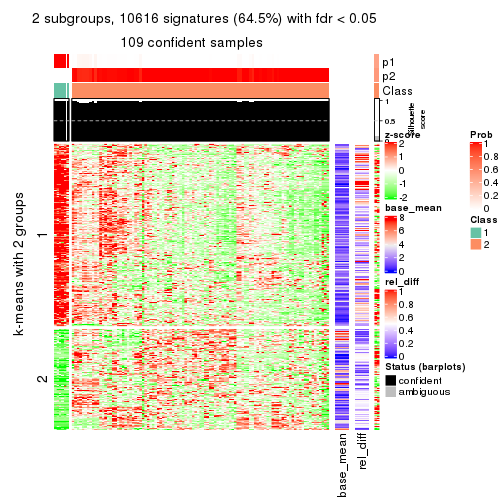 2 subgroups, 10616 signatures (64.5%) with fdr < 0.05
109 confident samples
p1
p2
Class
1
0.5
0
Silhouette
score
z-score
2
1
0
-1
-2
Prob
1
0.8
0.6
0.4
0.2
0
base_mean
8
6
4
2
0
Class
1
2
rel_diff
1
0.8
0.6
0.4
0.2
0
Status (barplots)
confident
ambiguous
k-means with 2 groups
1
2
base_mean
rel_diff